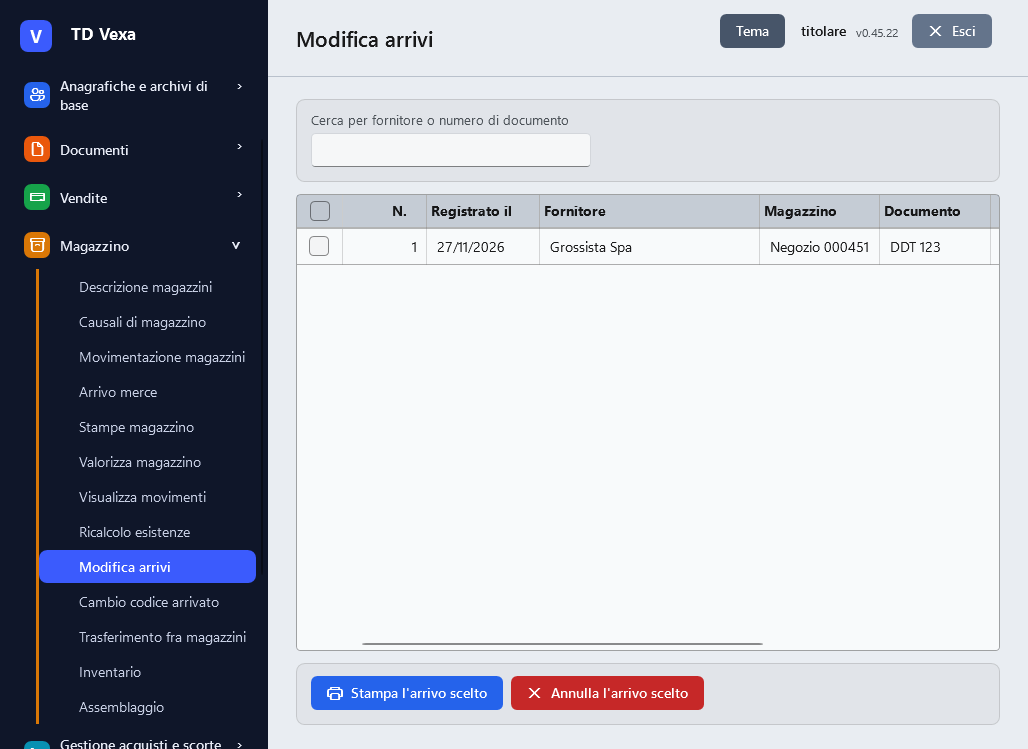 V
TD Vexa
Anagrafiche e archivi di
base
Documenti
Vendite
Magazzino
Descrizione magazzini
Causali di magazzino
Movimentazione magazzini
Arrivo merce
Stampe magazzino
Valorizza magazzino
Visualizza movimenti
Ricalcolo esistenze
Modifica arrivi
Cambio codice arrivato
Trasferimento fra magazzini
Inventario
Assemblaggio
Gestione acquisti e scorte
Modifica arrivi
Tema
titolare v0.45.22
Esci
Cerca per fornitore o numero di documento
N. Registrato il Fornitore Magazzino Documento
1 27/11/2026 Grossista Spa Negozio 000451 DDT 123
Stampa l'arrivo scelto
Annulla l'arrivo scelto